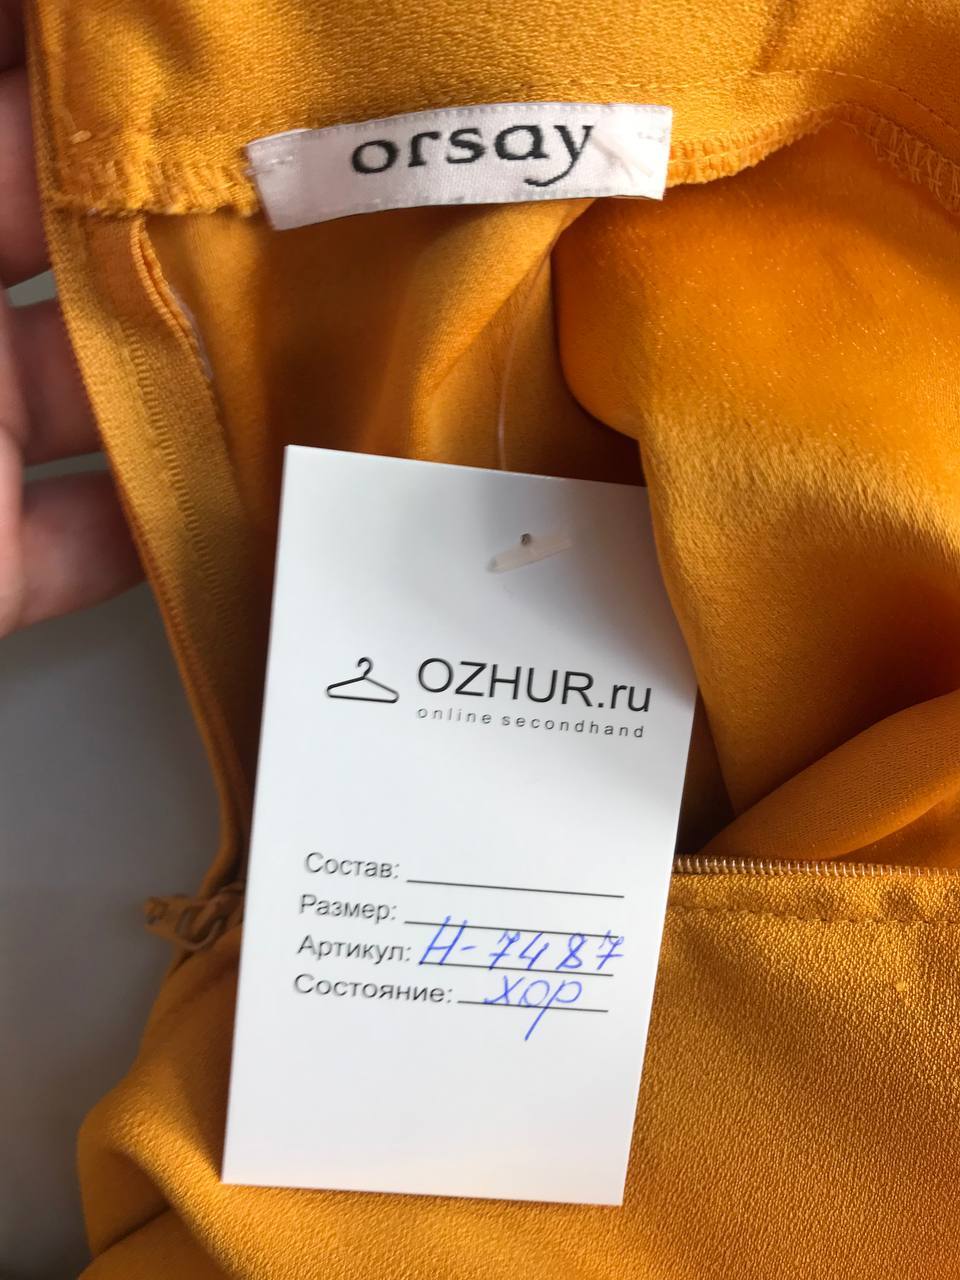 orsay
OZHUR.ru
online secondhand
Состав:
Размер:
Артикул: Н-7487
Состояние: хор